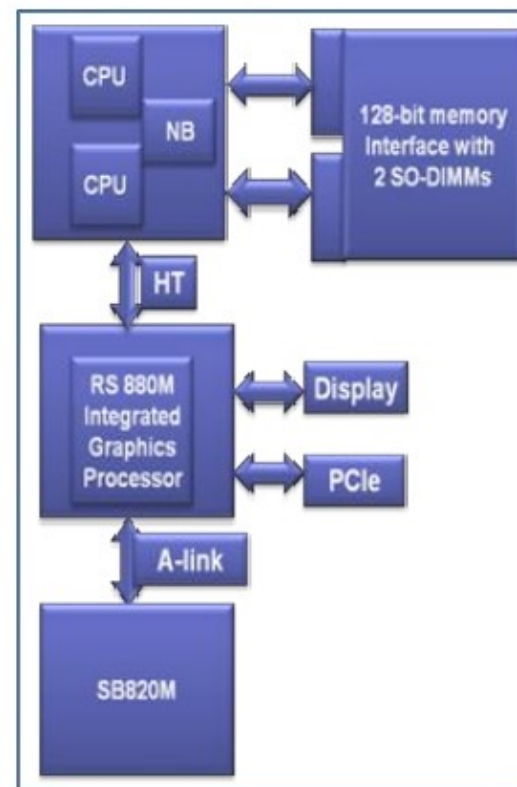 CPU
NB
CPU
128-bit memory
Interface with
2 SO-DIMMs
HT
RS 880M
Integrated
Graphics
Processor
Display
PCIe
A-link
SB820M